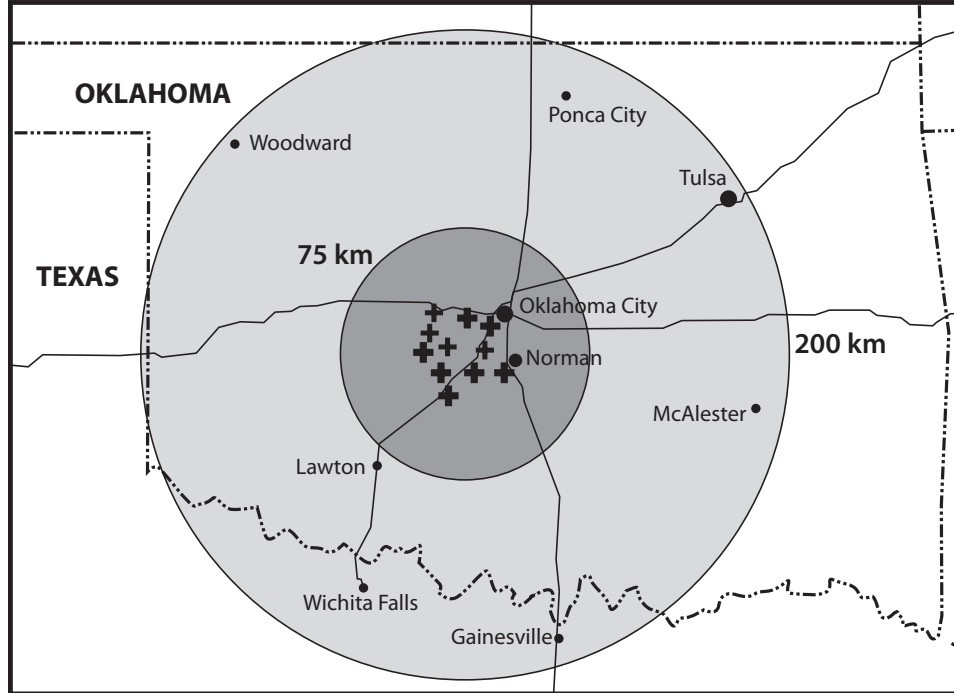 OKLAHOMA
Ponca City
Woodward
Tulsa
75 km
TEXAS
Oklahoma City
200 km
Norman
McAlester
Lawton
Wichita Falls
Gainesville